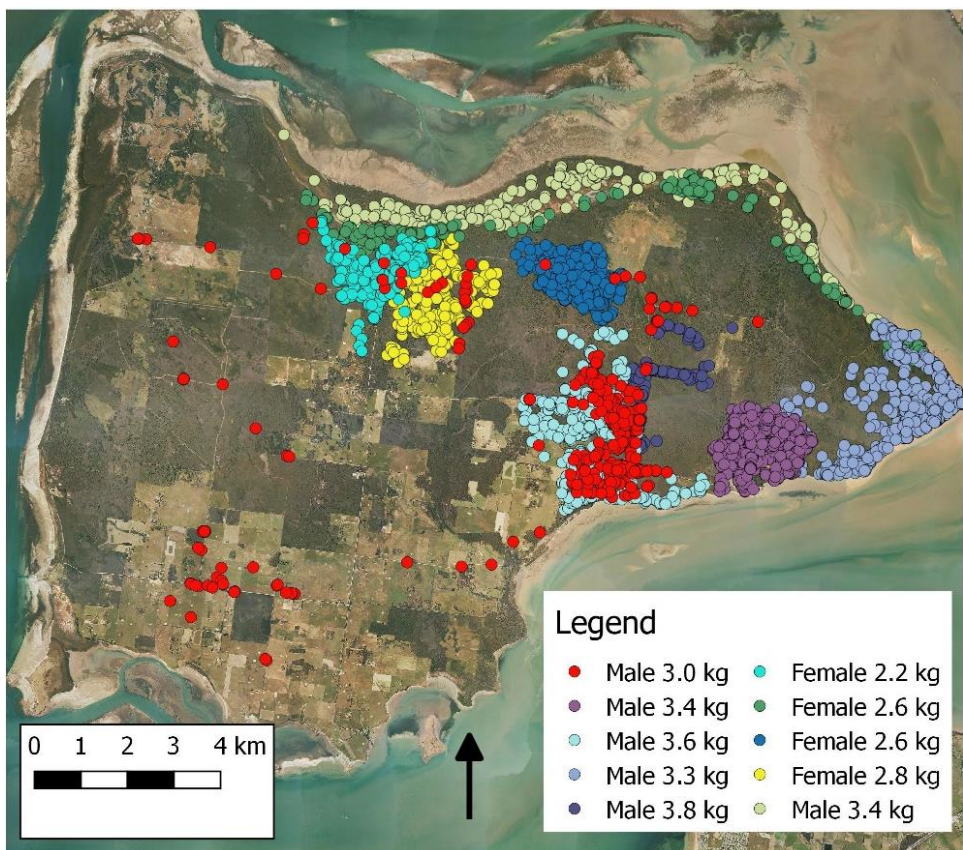 Legend
Male 3.0 kg
Female 2.2 kg
Male 3.4 kg
Female 2.6 kg
Male 3.6 kg
Female 2.6 kg
Male 3.3 kg
Female 2.8 kg
Male 3.8 kg
Male 3.4 kg
0 1 2 3 4 km